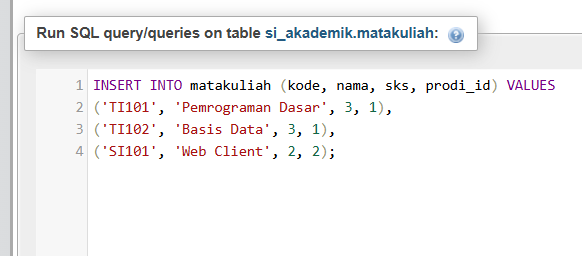 Run SQL query/queries on table si_akademik.matakuliah:
1 INSERT INTO matakuliah (kode, nama, sks, prodi_id) VALUES
2 ('TI101', 'Pemrograman Dasar', 3, 1),
3 ('TI102', 'Basis Data', 3, 1),
4 ('SI101', 'Web Client', 2, 2);